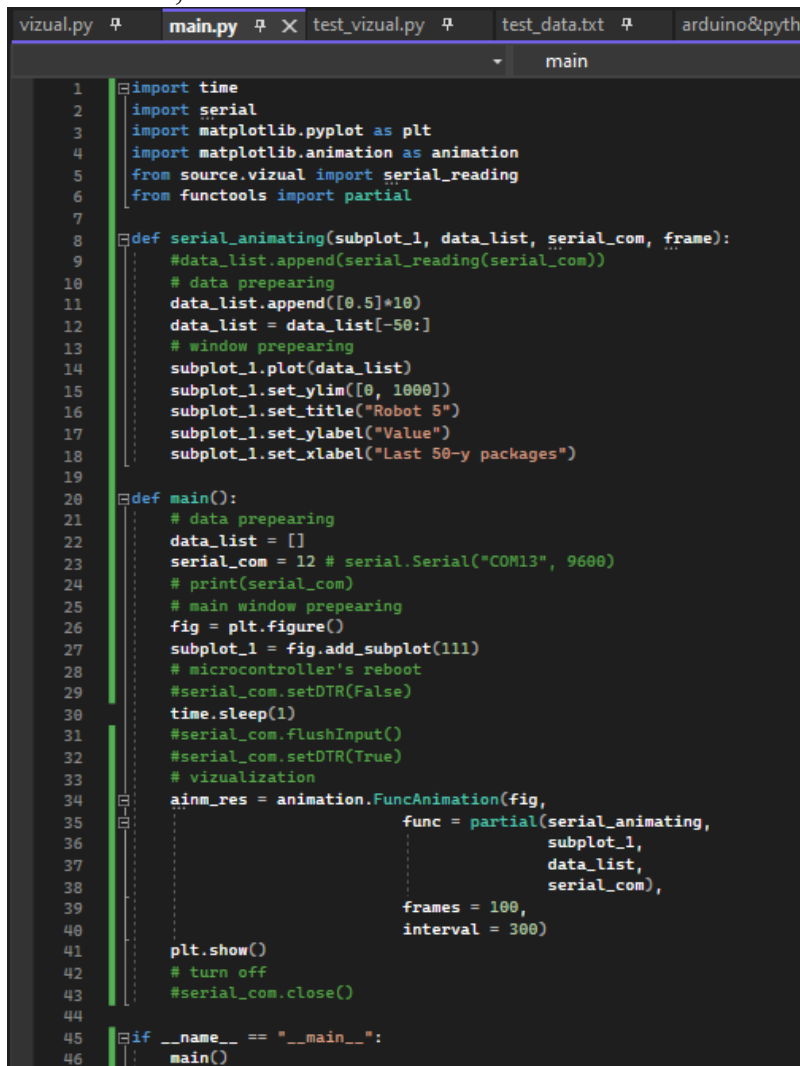 vizual.py main.py test_vizual.py test_data.txt arduino&pyth
main
1 import time
2 import serial
3 import matplotlib.pyplot as plt
4 import matplotlib.animation as animation
5 from source.vizual import serial_reading
6 from functools import partial
7
8 def serial_animating(subplot_1, data_list, serial_com, frame):
9 #data_list.append(serial_reading(serial_com))
10 # data prepearing
11 data_list.append([0.5]*10)
12 data_list = data_list[-50:]
13 # window prepearing
14 subplot_1.plot(data_list)
15 subplot_1.set_ylim([0, 1000])
16 subplot_1.set_title("Robot 5")
17 subplot_1.set_ylabel("Value")
18 subplot_1.set_xlabel("Last 50-y packages")
19
20 def main():
21 # data prepearing
22 data_list = []
23 serial_com = 12 # serial.Serial("COM13", 9600)
24 # print(serial_com)
25 # main window prepearing
26 fig = plt.figure()
27 subplot_1 = fig.add_subplot(111)
28 # microcontroller's reboot
29 #serial_com.setDTR(False)
30 time.sleep(1)
31 #serial_com.flushInput()
32 #serial_com.setDTR(True)
33 # vizualization
34 ainm_res = animation.FuncAnimation(fig,
35 func = partial(serial_animating,
36 subplot_1,
37 data_list,
38 serial_com),
39 frames = 100,
40 interval = 300)
41 plt.show()
42 # turn off
43 #serial_com.close()
44
45 if __name__ == "__main__":
46 main()